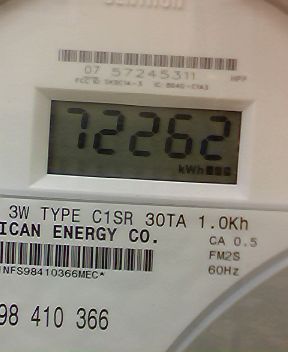 07 57245311 HPP
72262
kWh
3W TYPE C1SR 30TA 1.0Kh
ICAN ENERGY CO.
CA 0.5
FM2S
NFS98410366MEC*
60Hz
98 410 366